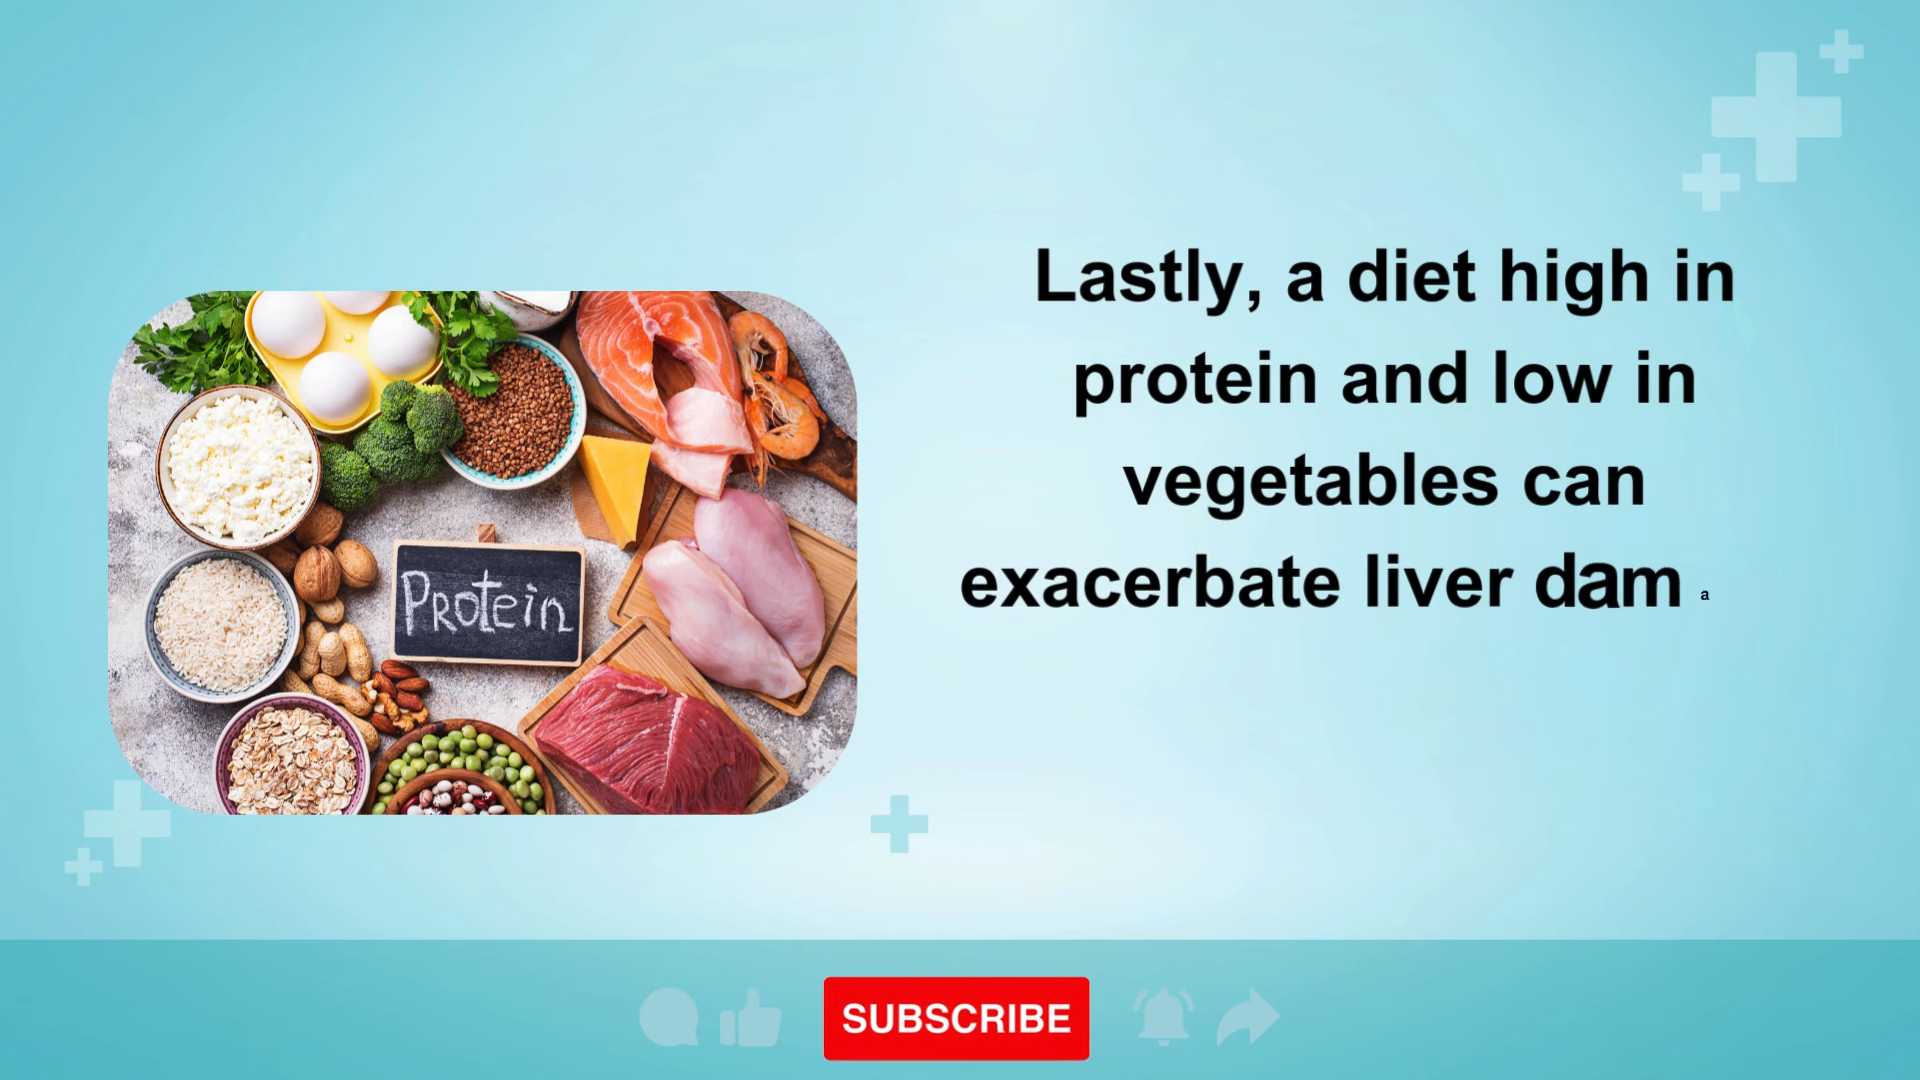 Lastly, a diet high in
protein and low in
vegetables can
exacerbate liver dam a
Protein
SUBSCRIBE